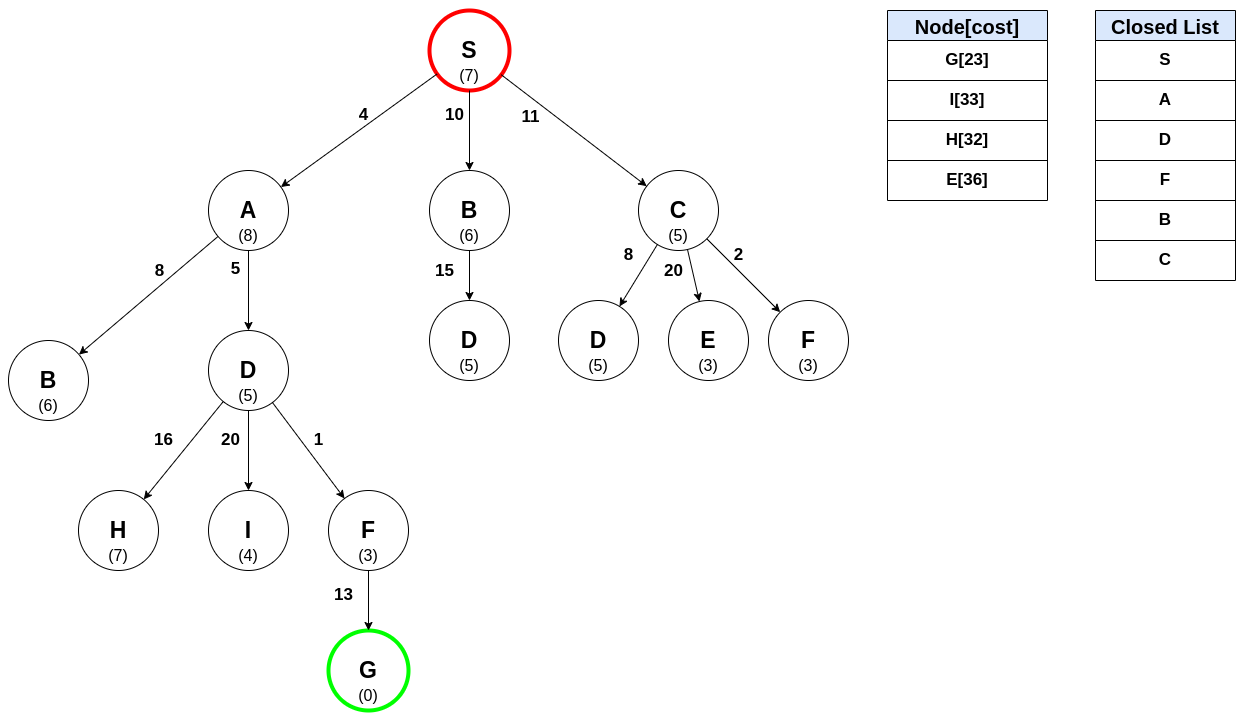 S
(7)
Node[cost]
G[23]
I[33]
H[32]
E[36]
Closed List
S
A
D
F
B
C
4
10
11
A
(8)
B
(6)
C
(5)
8
5
15
8
20
2
B
(6)
D
(5)
D
(5)
D
(5)
E
(3)
F
(3)
16
20
1
H
(7)
I
(4)
F
(3)
13
G
(0)